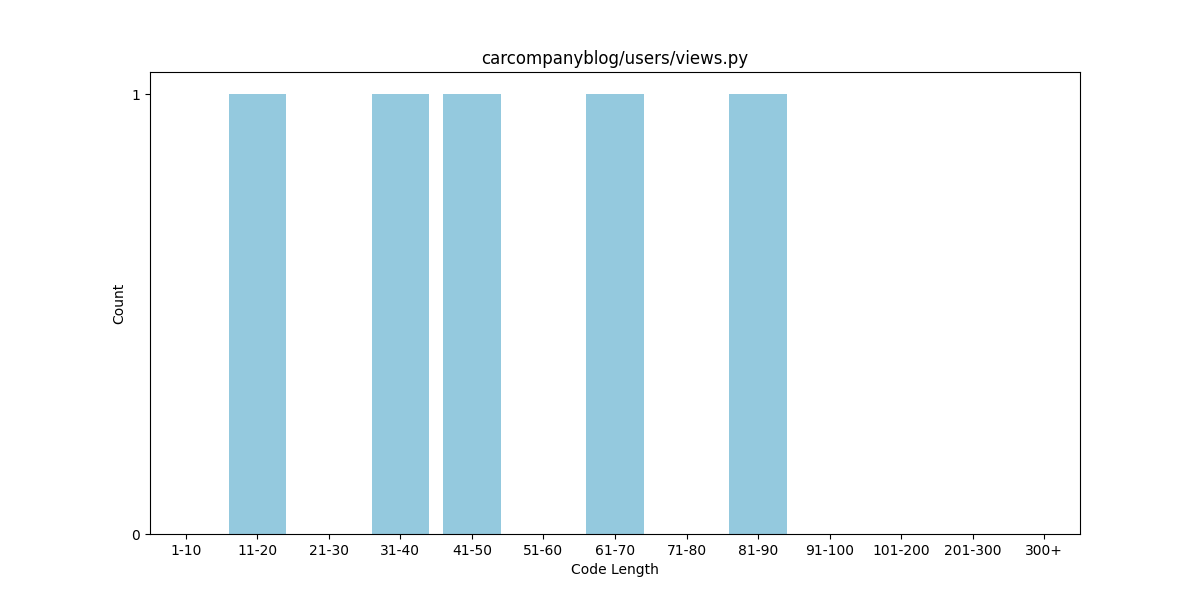 carcompanyblog/users/views.py
1
Count
0
1-10 11-20 21-30 31-40 41-50 51-60 61-70 71-80 81-90 91-100 101-200 201-300 300+
Code Length